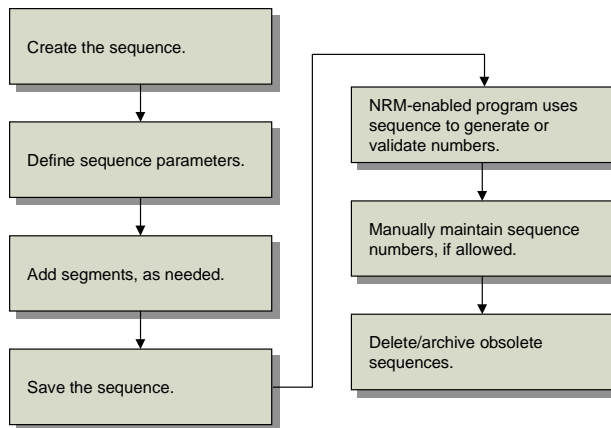 Create the sequence.
Define sequence parameters.
Add segments, as needed.
Save the sequence.
NRM-enabled program uses
sequence to generate or
validate numbers.
Manually maintain sequence
numbers, if allowed.
Delete/archive obsolete
sequences.